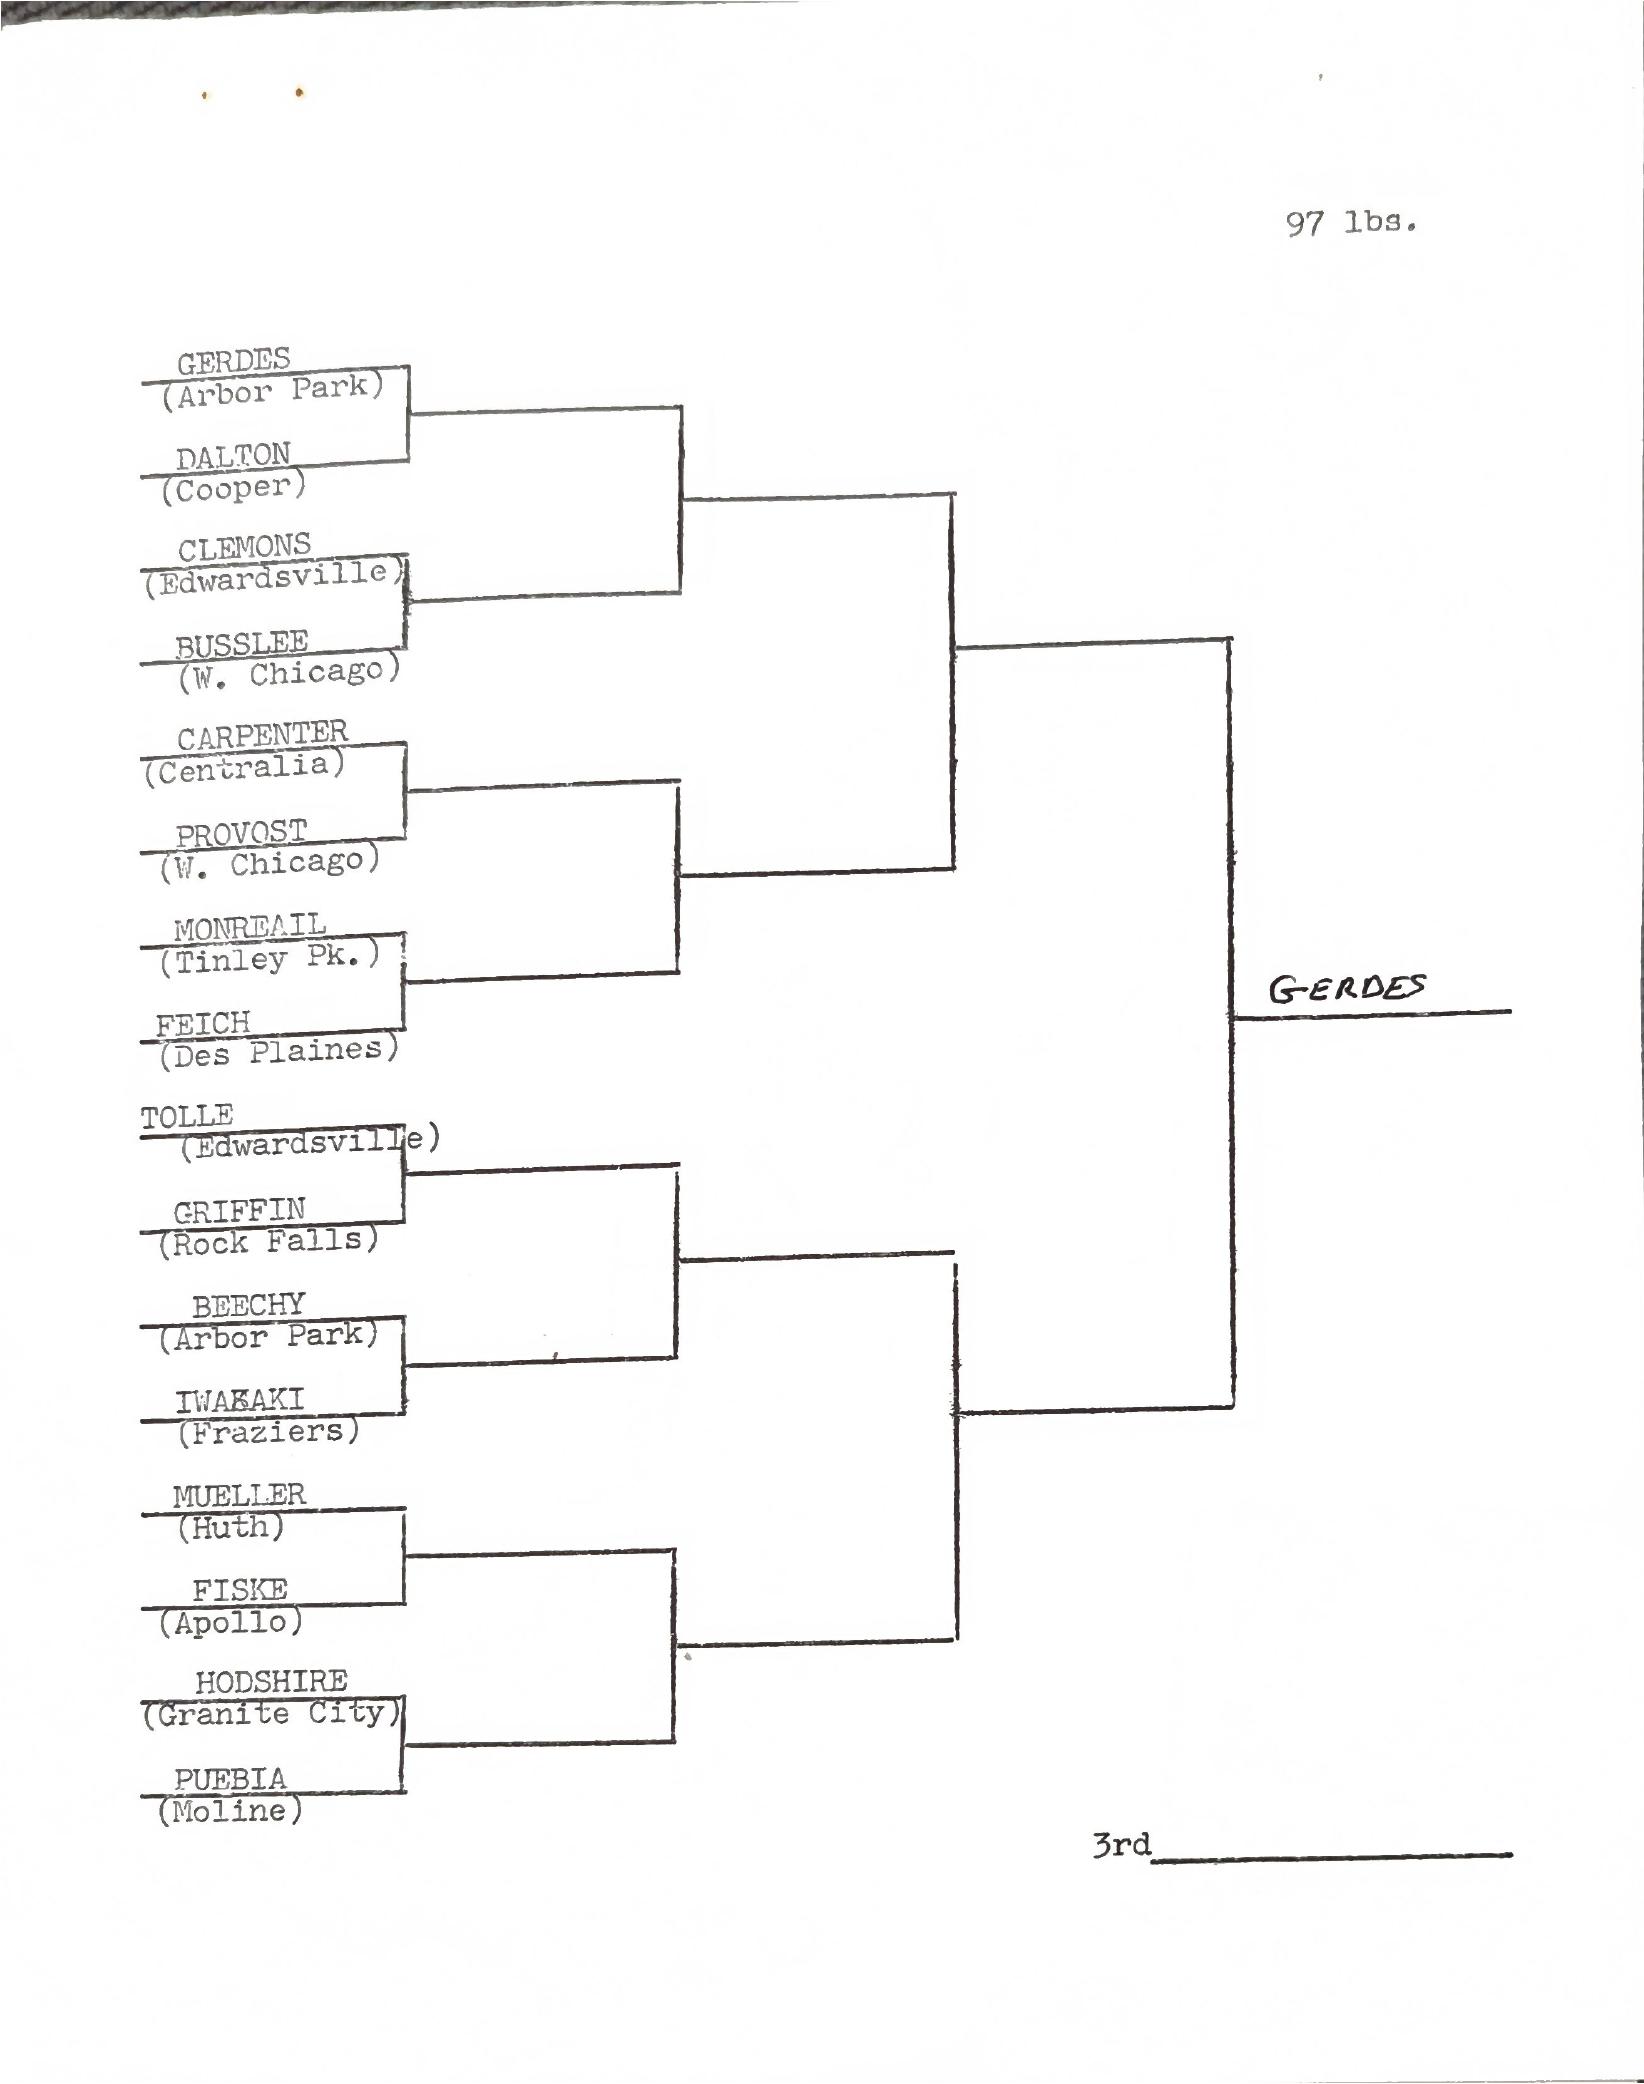 97 lbs.
GERDES
(Arbor Park)
DALTON
(Cooper)
CLEMONS
(Edwardsville)
BUSSLEE
(W. Chicago)
CARPENTER
(Centralia)
PROVOST
(W. Chicago)
MONREAIL
(Tinley Pk.)
FEICH
(Des Plaines)
GERDES
TOLLE
(Edwardsville)
GRIFFIN
(Rock Falls)
BEECHY
(Arbor Park)
(Fraziers)
MUELLER
(Huth)
FISKE
(Apollo)
HODSHIRE
(Granite City)
PUEBIA
(Moline)
3rd